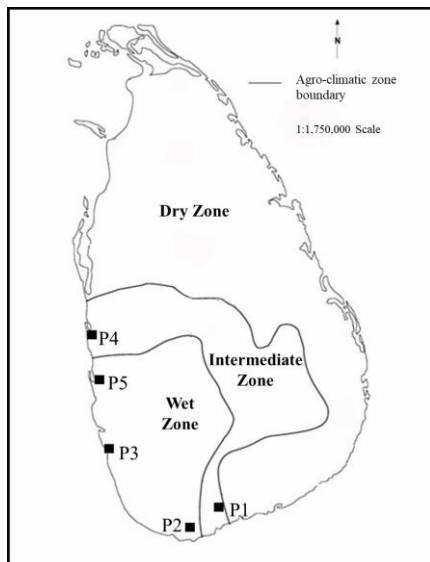 N
Agro-climatic zone
boundary
1:1,750,000 Scale
Dry Zone
P4
Intermediate
Zone
P5
Wet
Zone
P3
P1
P2